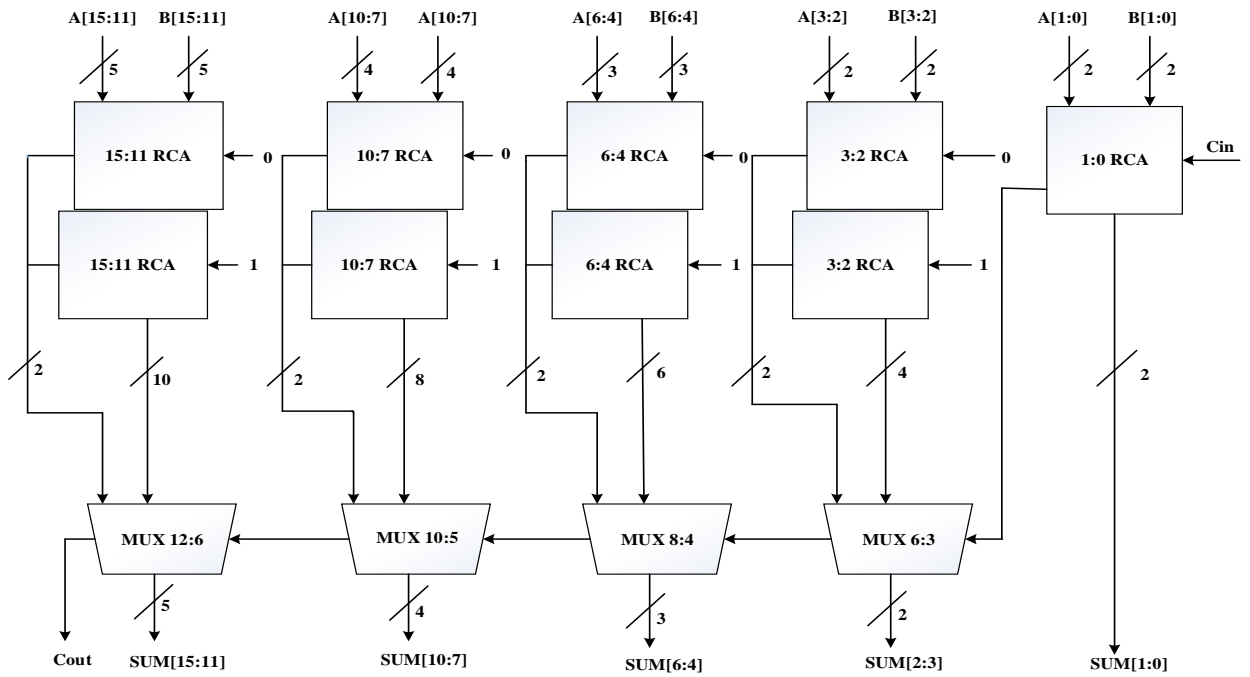 A[15:11] B[15:11] A[10:7] A[10:7] A[6:4] B[6:4] A[3:2] B[3:2] A[1:0] B[1:0]
5 5 4 4 3 3 2 2 2 2
15:11 RCA 0 10:7 RCA 0 6:4 RCA 0 3:2 RCA 0 1:0 RCA Cin
15:11 RCA 1 10:7 RCA 1 6:4 RCA 1 3:2 RCA 1
2 10 2 8 2 6 2 4 2
MUX 12:6 MUX 10:5 MUX 8:4 MUX 6:3
5 4 3 2
Cout SUM[15:11] SUM[10:7] SUM[6:4] SUM[2:3] SUM[1:0]